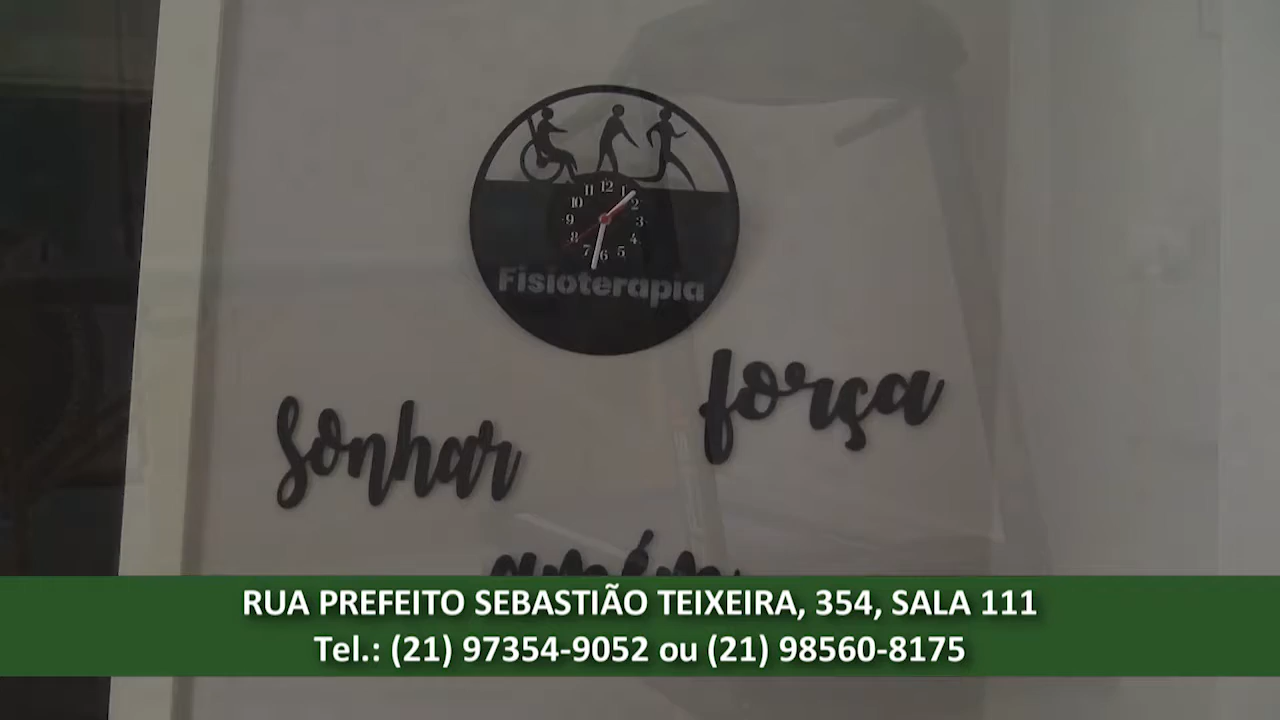 12
11 1
10 2
9 3
8 4
7 6 5
Fisioterapia
força
Sonhar
amém
RUA PREFEITO SEBASTIÃO TEIXEIRA, 354, SALA 111
Tel.: (21) 97354-9052 ou (21) 98560-8175